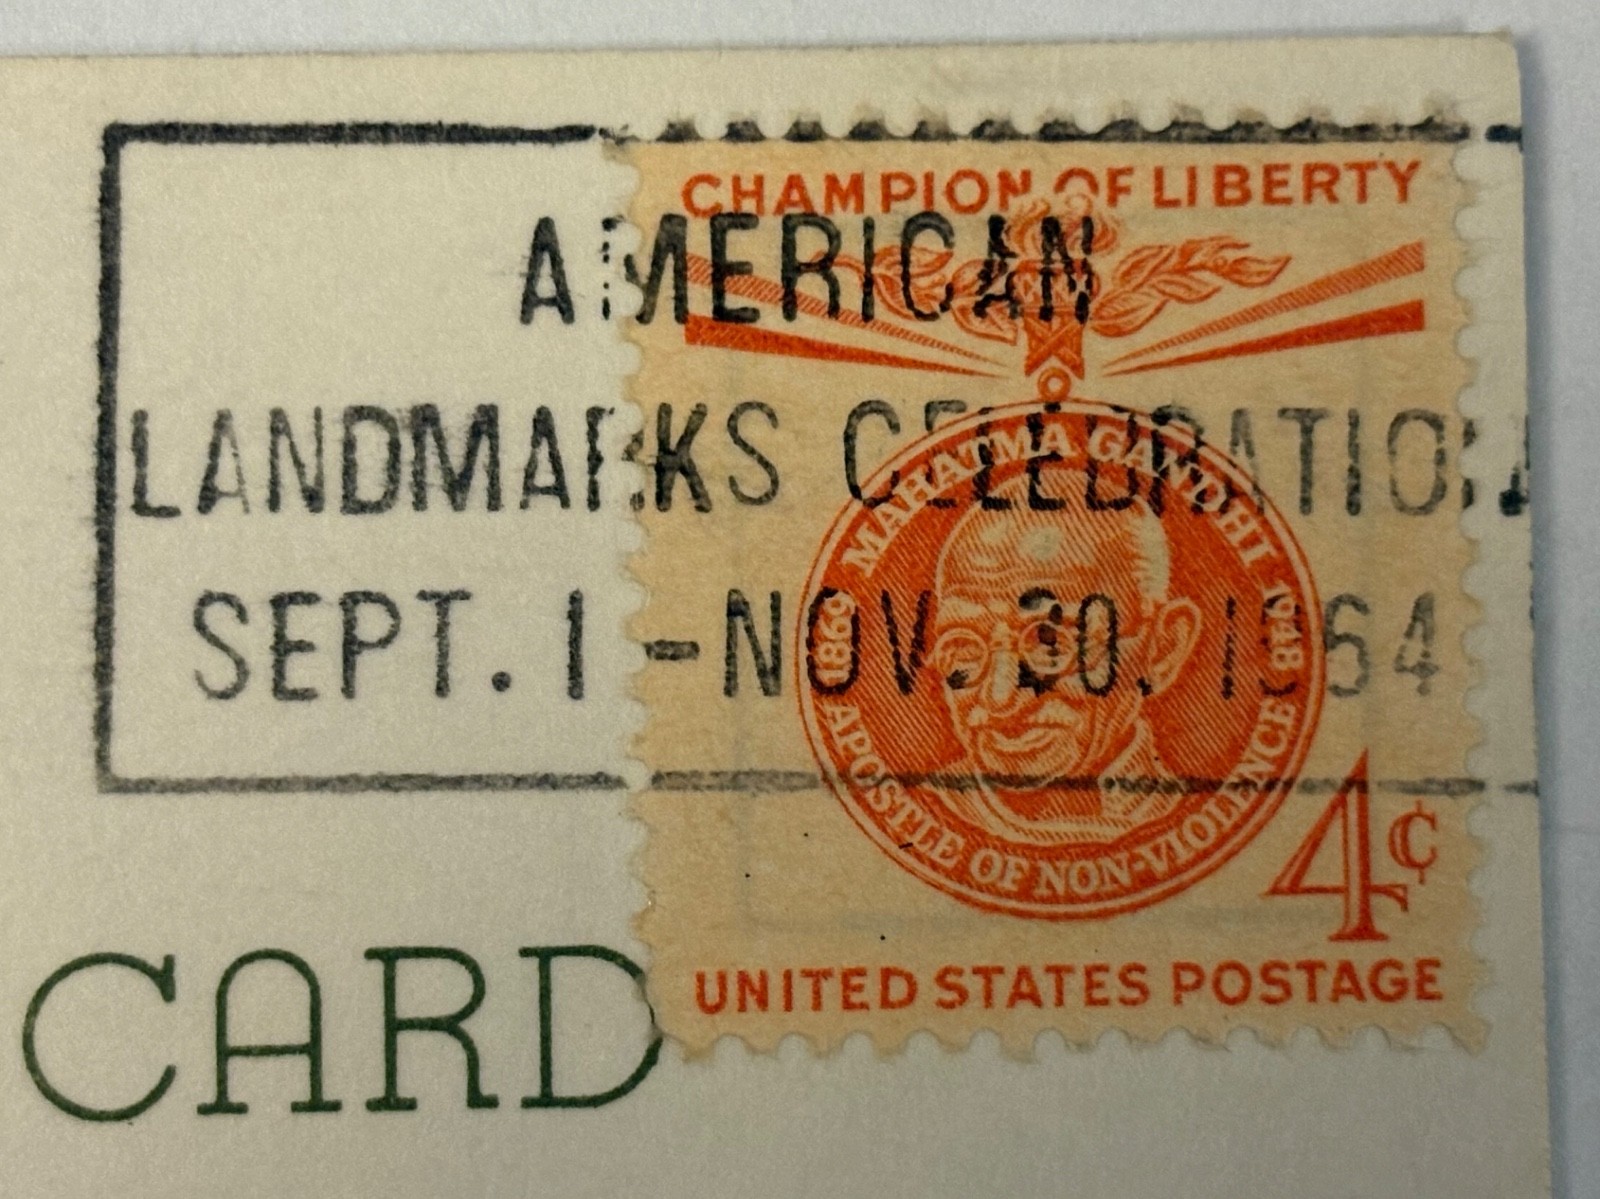 CHAMPION OF LIBERTY
AMERICAN
LANDMARKS CELEBRATION
SEPT. 1 - NOV. 30. 1964
MAHATMA GANDHI
1869 1948
APOSTLE OF NON-VIOLENCE
4¢
UNITED STATES POSTAGE
CARD